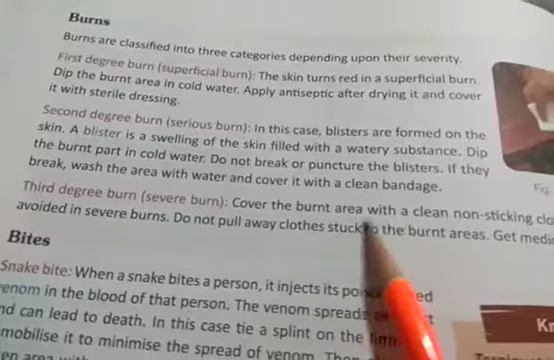 Burns
Burns are classified into three categories depending upon their severity.
First degree burn (superficial burn): The skin turns red in a superficial burn.
Dip the burnt area in cold water. Apply antiseptic after drying it and cover
it with sterile dressing.
Second degree burn (serious burn): In this case, blisters are formed on the
skin. A blister is a swelling of the skin filled with a watery substance. Dip
the burnt part in cold water. Do not break or puncture the blisters. If they
break, wash the area with water and cover it with a clean bandage.
Fig
Third degree burn (severe burn): Cover the burnt area with a clean non-sticking clo
avoided in severe burns. Do not pull away clothes stuck to the burnt areas. Get medi
Bites
Snake bite: When a snake bites a person, it injects its
venom in the blood of that person. The venom spreads
nd can lead to death. In this case tie a splint on the
mobilise it to minimise the spread of venom.
Kn